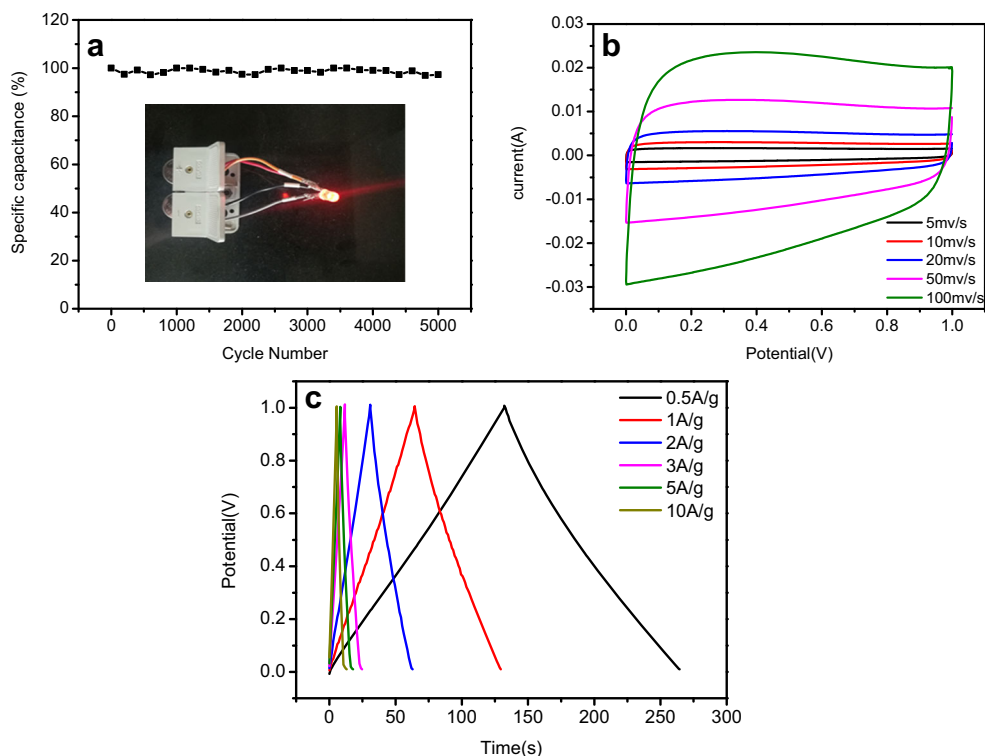 a
Specific capacitance (%)
120
100
80
60
40
20
0
0 1000 2000 3000 4000 5000
Cycle Number
b
current(A)
0.03
0.02
0.01
0.00
-0.01
-0.02
-0.03
5mv/s
10mv/s
20mv/s
50mv/s
100mv/s
0.0 0.2 0.4 0.6 0.8 1.0
Potential(V)
c
Potential(V)
1.0
0.8
0.6
0.4
0.2
0.0
0.5A/g
1A/g
2A/g
3A/g
5A/g
10A/g
0 50 100 150 200 250 300
Time(s)